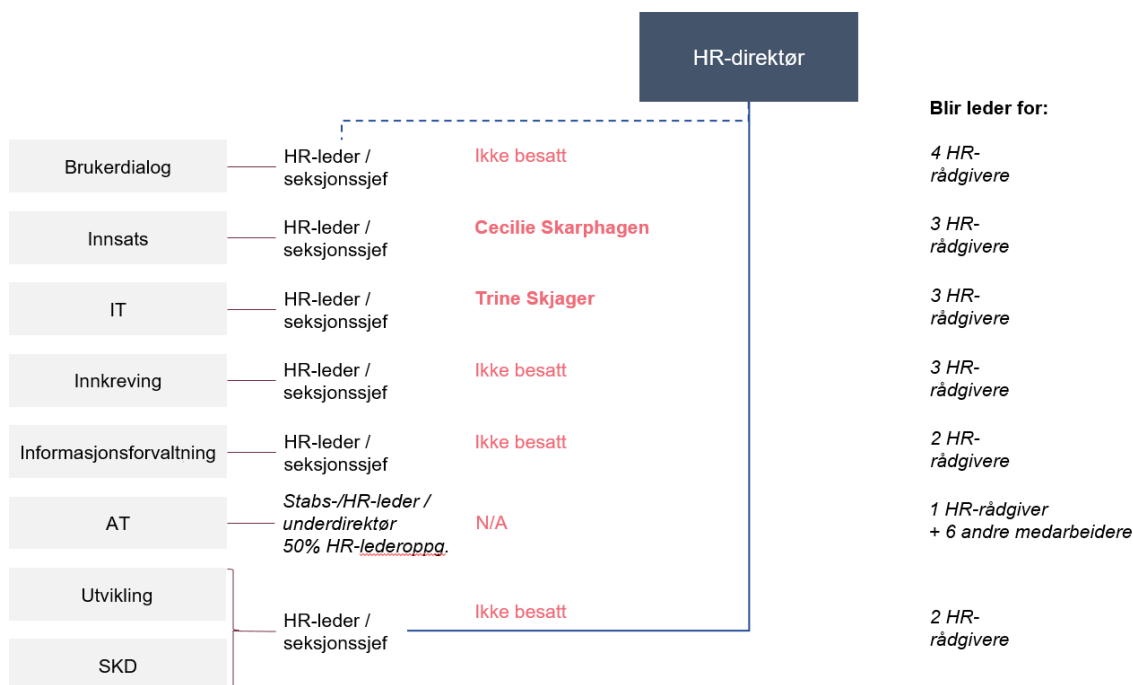 HR-direktør
Blir leder for:
Brukerdialog
HR-leder /
seksjonssjef
Ikke besatt
4 HR-
rådgivere
Innsats
HR-leder /
seksjonssjef
Cecilie Skarphagen
3 HR-
rådgivere
IT
HR-leder /
seksjonssjef
Trine Skjager
3 HR-
rådgivere
Innkreving
HR-leder /
seksjonssjef
Ikke besatt
3 HR-
rådgivere
Informasjonsforvaltning
HR-leder /
seksjonssjef
Ikke besatt
2 HR-
rådgivere
AT
Stabs-/HR-leder /
underdirektør
50% HR-lederoppg.
N/A
1 HR-rådgiver
+ 6 andre medarbeidere
Utvikling
SKD
HR-leder /
seksjonssjef
Ikke besatt
2 HR-
rådgivere